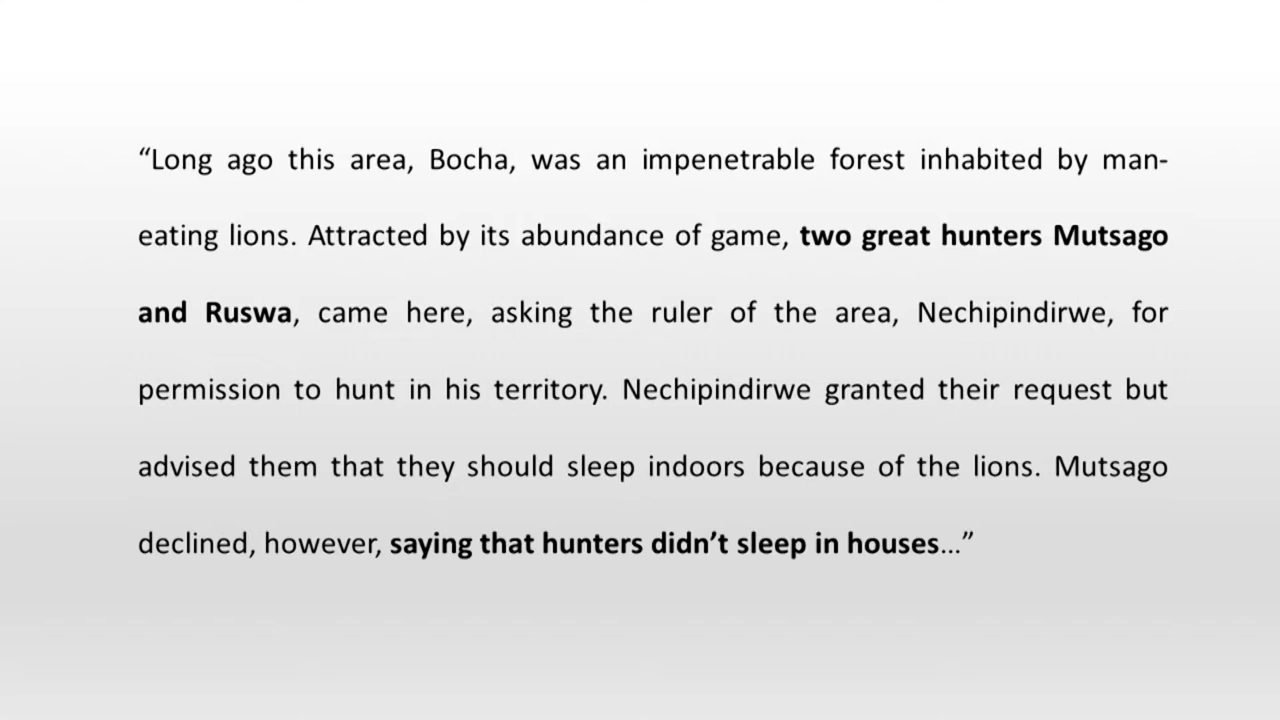 “Long ago this area, Bocha, was an impenetrable forest inhabited by man-
eating lions. Attracted by its abundance of game, two great hunters Mutsago
and Ruswa, came here, asking the ruler of the area, Nechipindirwe, for
permission to hunt in his territory. Nechipindirwe granted their request but
advised them that they should sleep indoors because of the lions. Mutsago
declined, however, saying that hunters didn’t sleep in houses…”